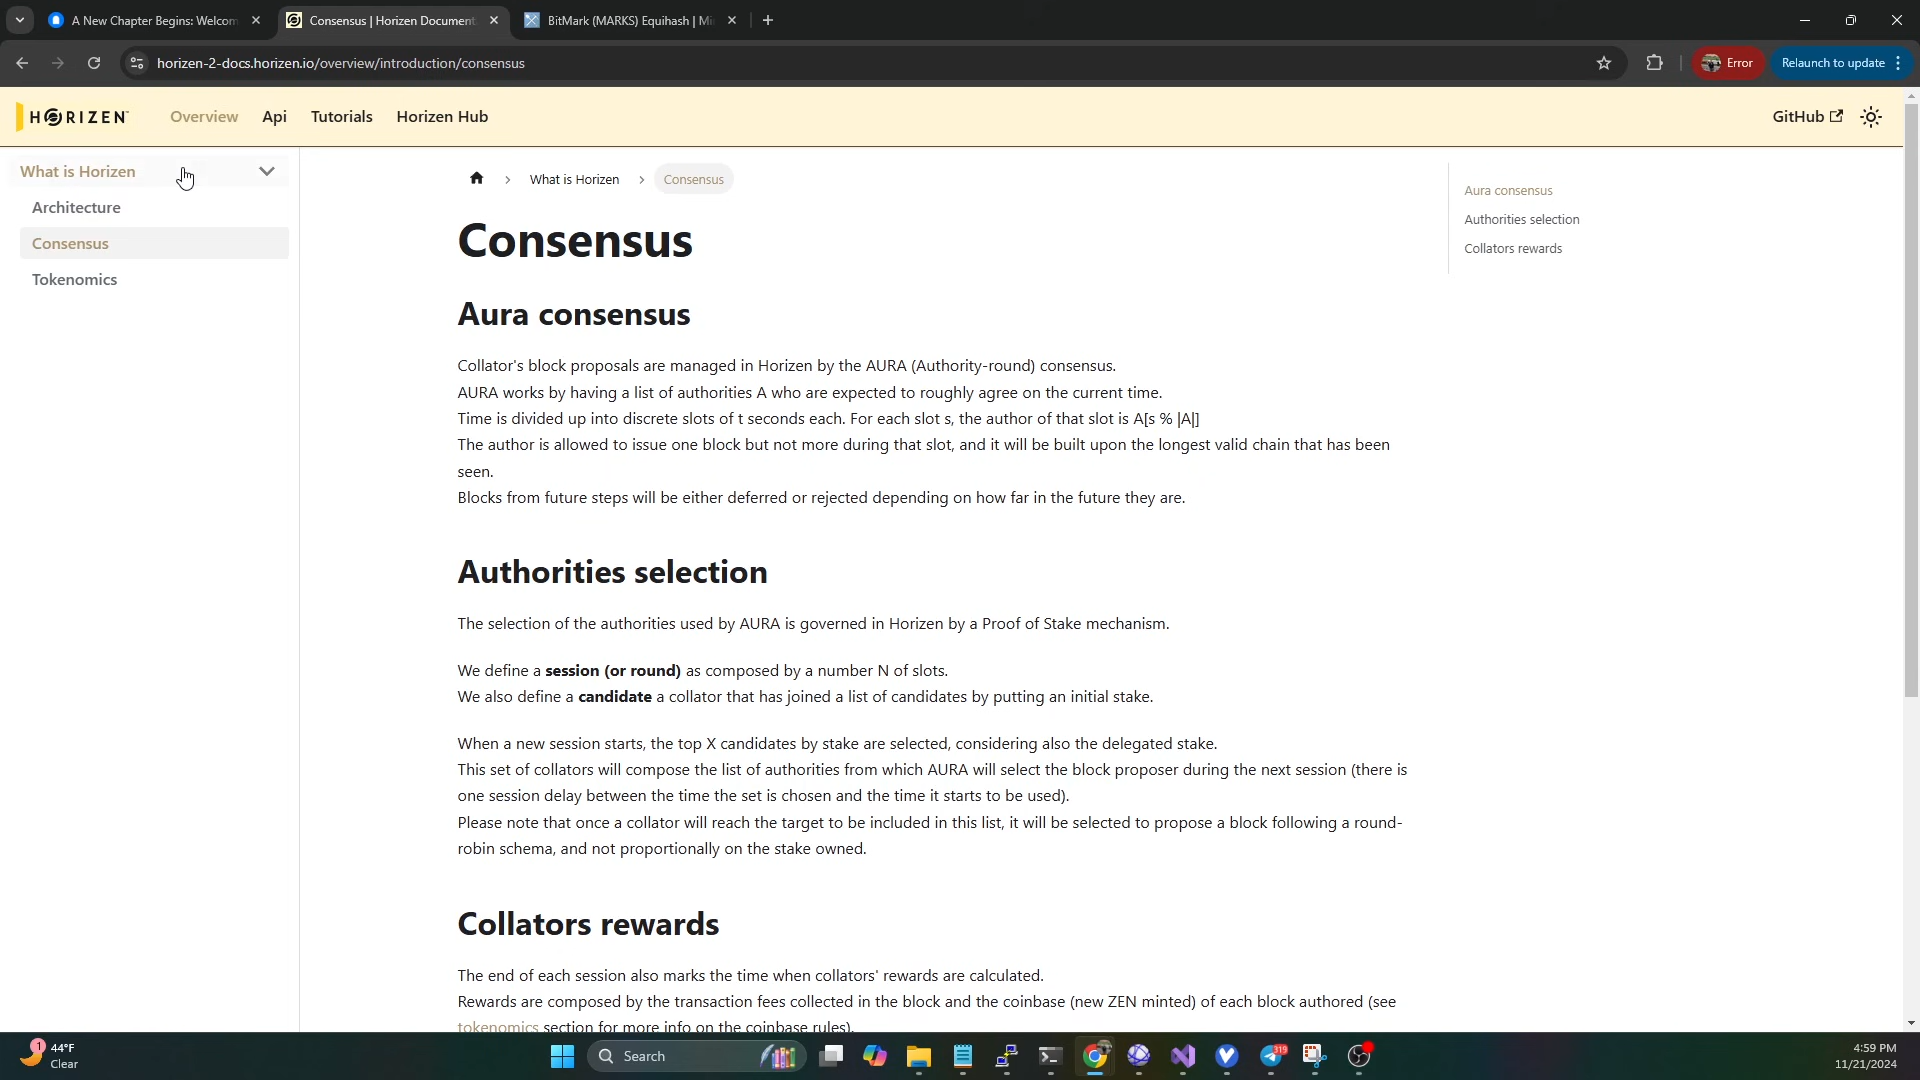 A New Chapter Begins: Welcom
Consensus | Horizen Document
BitMark (MARKS) Equihash | Mi
horizen-2-docs.horizen.io/overview/introduction/consensus
Error
Relaunch to update
HORIZEN
Overview
Api
Tutorials
Horizen Hub
GitHub
What is Horizen
Architecture
Consensus
Tokenomics
What is Horizen
Consensus
Consensus
Aura consensus
Collator's block proposals are managed in Horizen by the AURA (Authority-round) consensus.
AURA works by having a list of authorities A who are expected to roughly agree on the current time.
Time is divided up into discrete slots of t seconds each. For each slot s, the author of that slot is A[s % |A|]
The author is allowed to issue one block but not more during that slot, and it will be built upon the longest valid chain that has been
seen.
Blocks from future steps will be either deferred or rejected depending on how far in the future they are.
Authorities selection
The selection of the authorities used by AURA is governed in Horizen by a Proof of Stake mechanism.
We define a session (or round) as composed by a number N of slots.
We also define a candidate a collator that has joined a list of candidates by putting an initial stake.
When a new session starts, the top X candidates by stake are selected, considering also the delegated stake.
This set of collators will compose the list of authorities from which AURA will select the block proposer during the next session (there is
one session delay between the time the set is chosen and the time it starts to be used).
Please note that once a collator will reach the target to be included in this list, it will be selected to propose a block following a round-
robin schema, and not proportionally on the stake owned.
Collators rewards
The end of each session also marks the time when collators' rewards are calculated.
Rewards are composed by the transaction fees collected in the block and the coinbase (new ZEN minted) of each block authored (see
tokenomics section for more info on the coinbase rules).
Aura consensus
Authorities selection
Collators rewards
1
44°F
Clear
Search
319
4:59 PM
11/21/2024